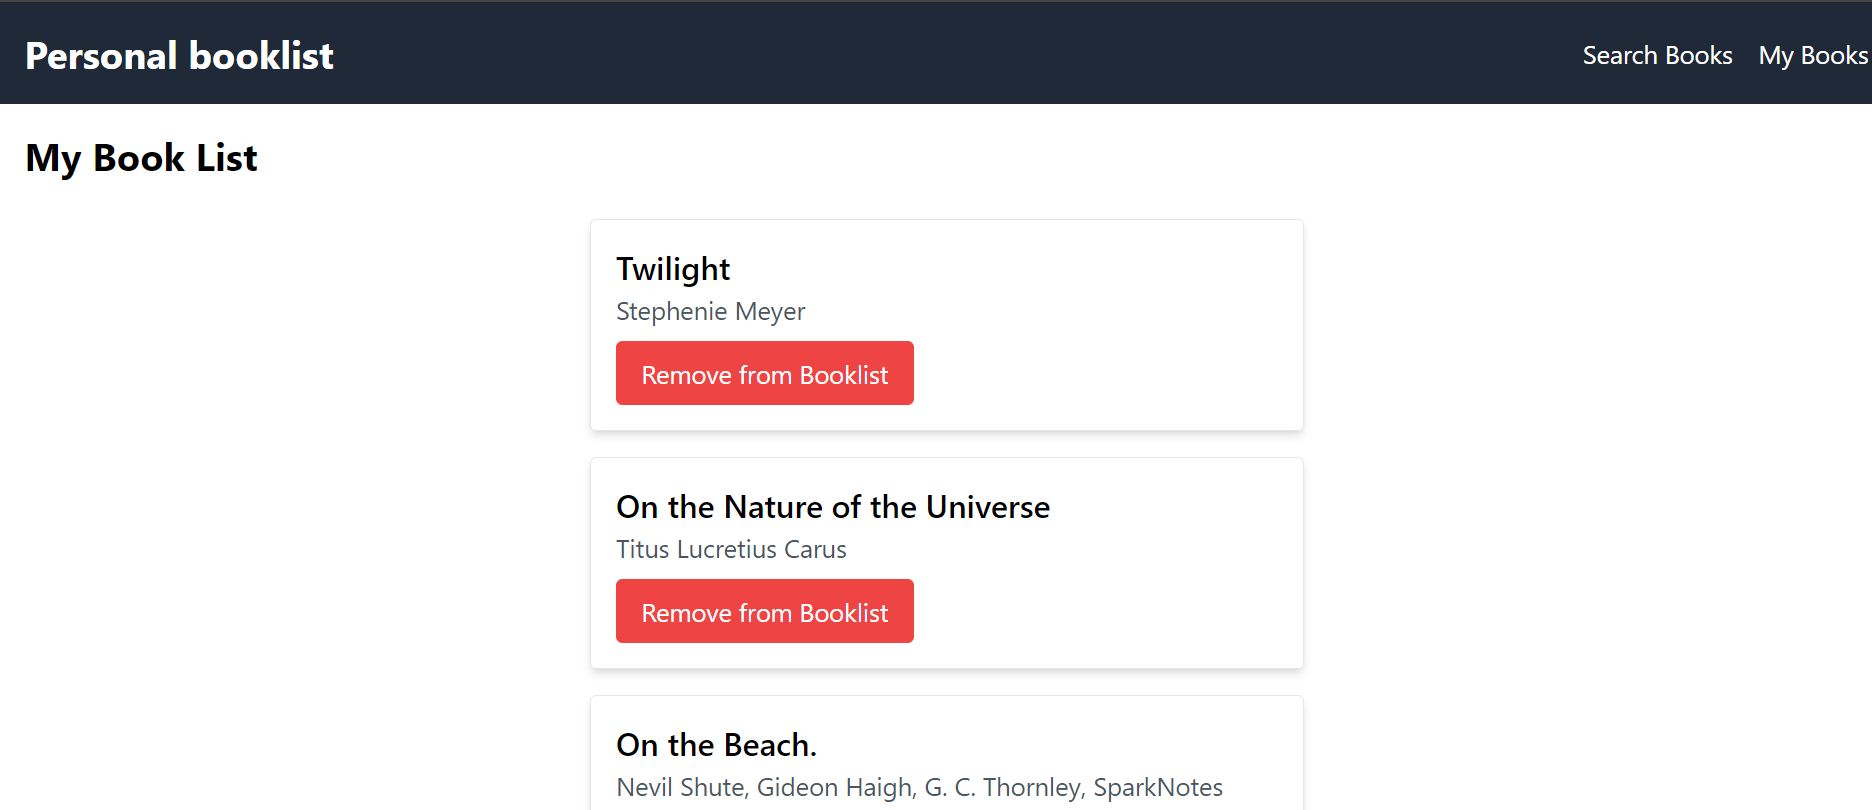 Personal booklist
Search Books
My Books
My Book List
Twilight
Stephenie Meyer
Remove from Booklist
On the Nature of the Universe
Titus Lucretius Carus
Remove from Booklist
On the Beach.
Nevil Shute, Gideon Haigh, G. C. Thornley, SparkNotes